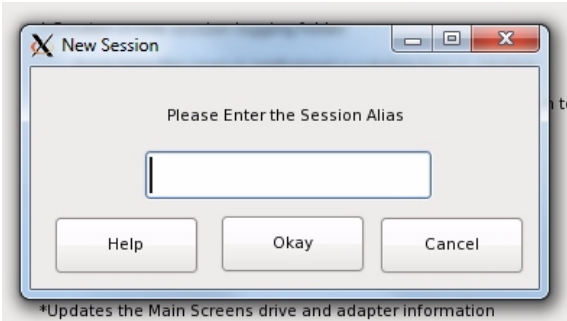 New Session
Please Enter the Session Alias
Help
Okay
Cancel
*Updates the Main Screens drive and adapter information